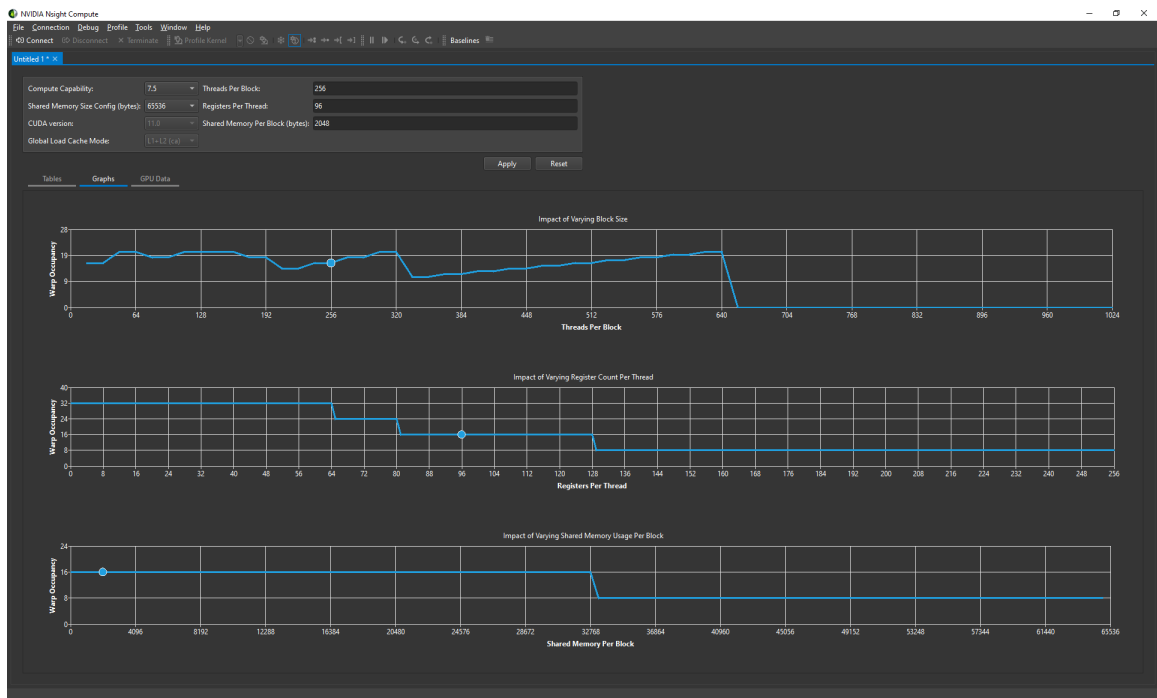 NVIDIA Nsight Compute
File Connection Debug Profile Tools Window Help
Connect Disconnect Terminate Profile Kernel Baselines
Untitled 1 *
Compute Capability: 7.5 Threads Per Block: 256
Shared Memory Size Config (bytes): 65536 Registers Per Thread: 96
CUDA version: 11.0 Shared Memory Per Block (bytes): 2048
Global Load Cache Mode: L1+L2 (ca)
Apply Reset
Tables Graphs GPU Data
Impact of Varying Block Size
Warp Occupancy
28
19
9
0
0 64 128 192 256 320 384 448 512 576 640 704 768 832 896 960 1024
Threads Per Block
Impact of Varying Register Count Per Thread
Warp Occupancy
40
32
24
16
8
0
0 8 16 24 32 40 48 56 64 72 80 88 96 104 112 120 128 136 144 152 160 168 176 184 192 200 208 216 224 232 240 248 256
Registers Per Thread
Impact of Varying Shared Memory Usage Per Block
Warp Occupancy
24
16
8
0
0 4096 8192 12288 16384 20480 24576 28672 32768 36864 40960 45056 49152 53248 57344 61440 65536
Shared Memory Per Block